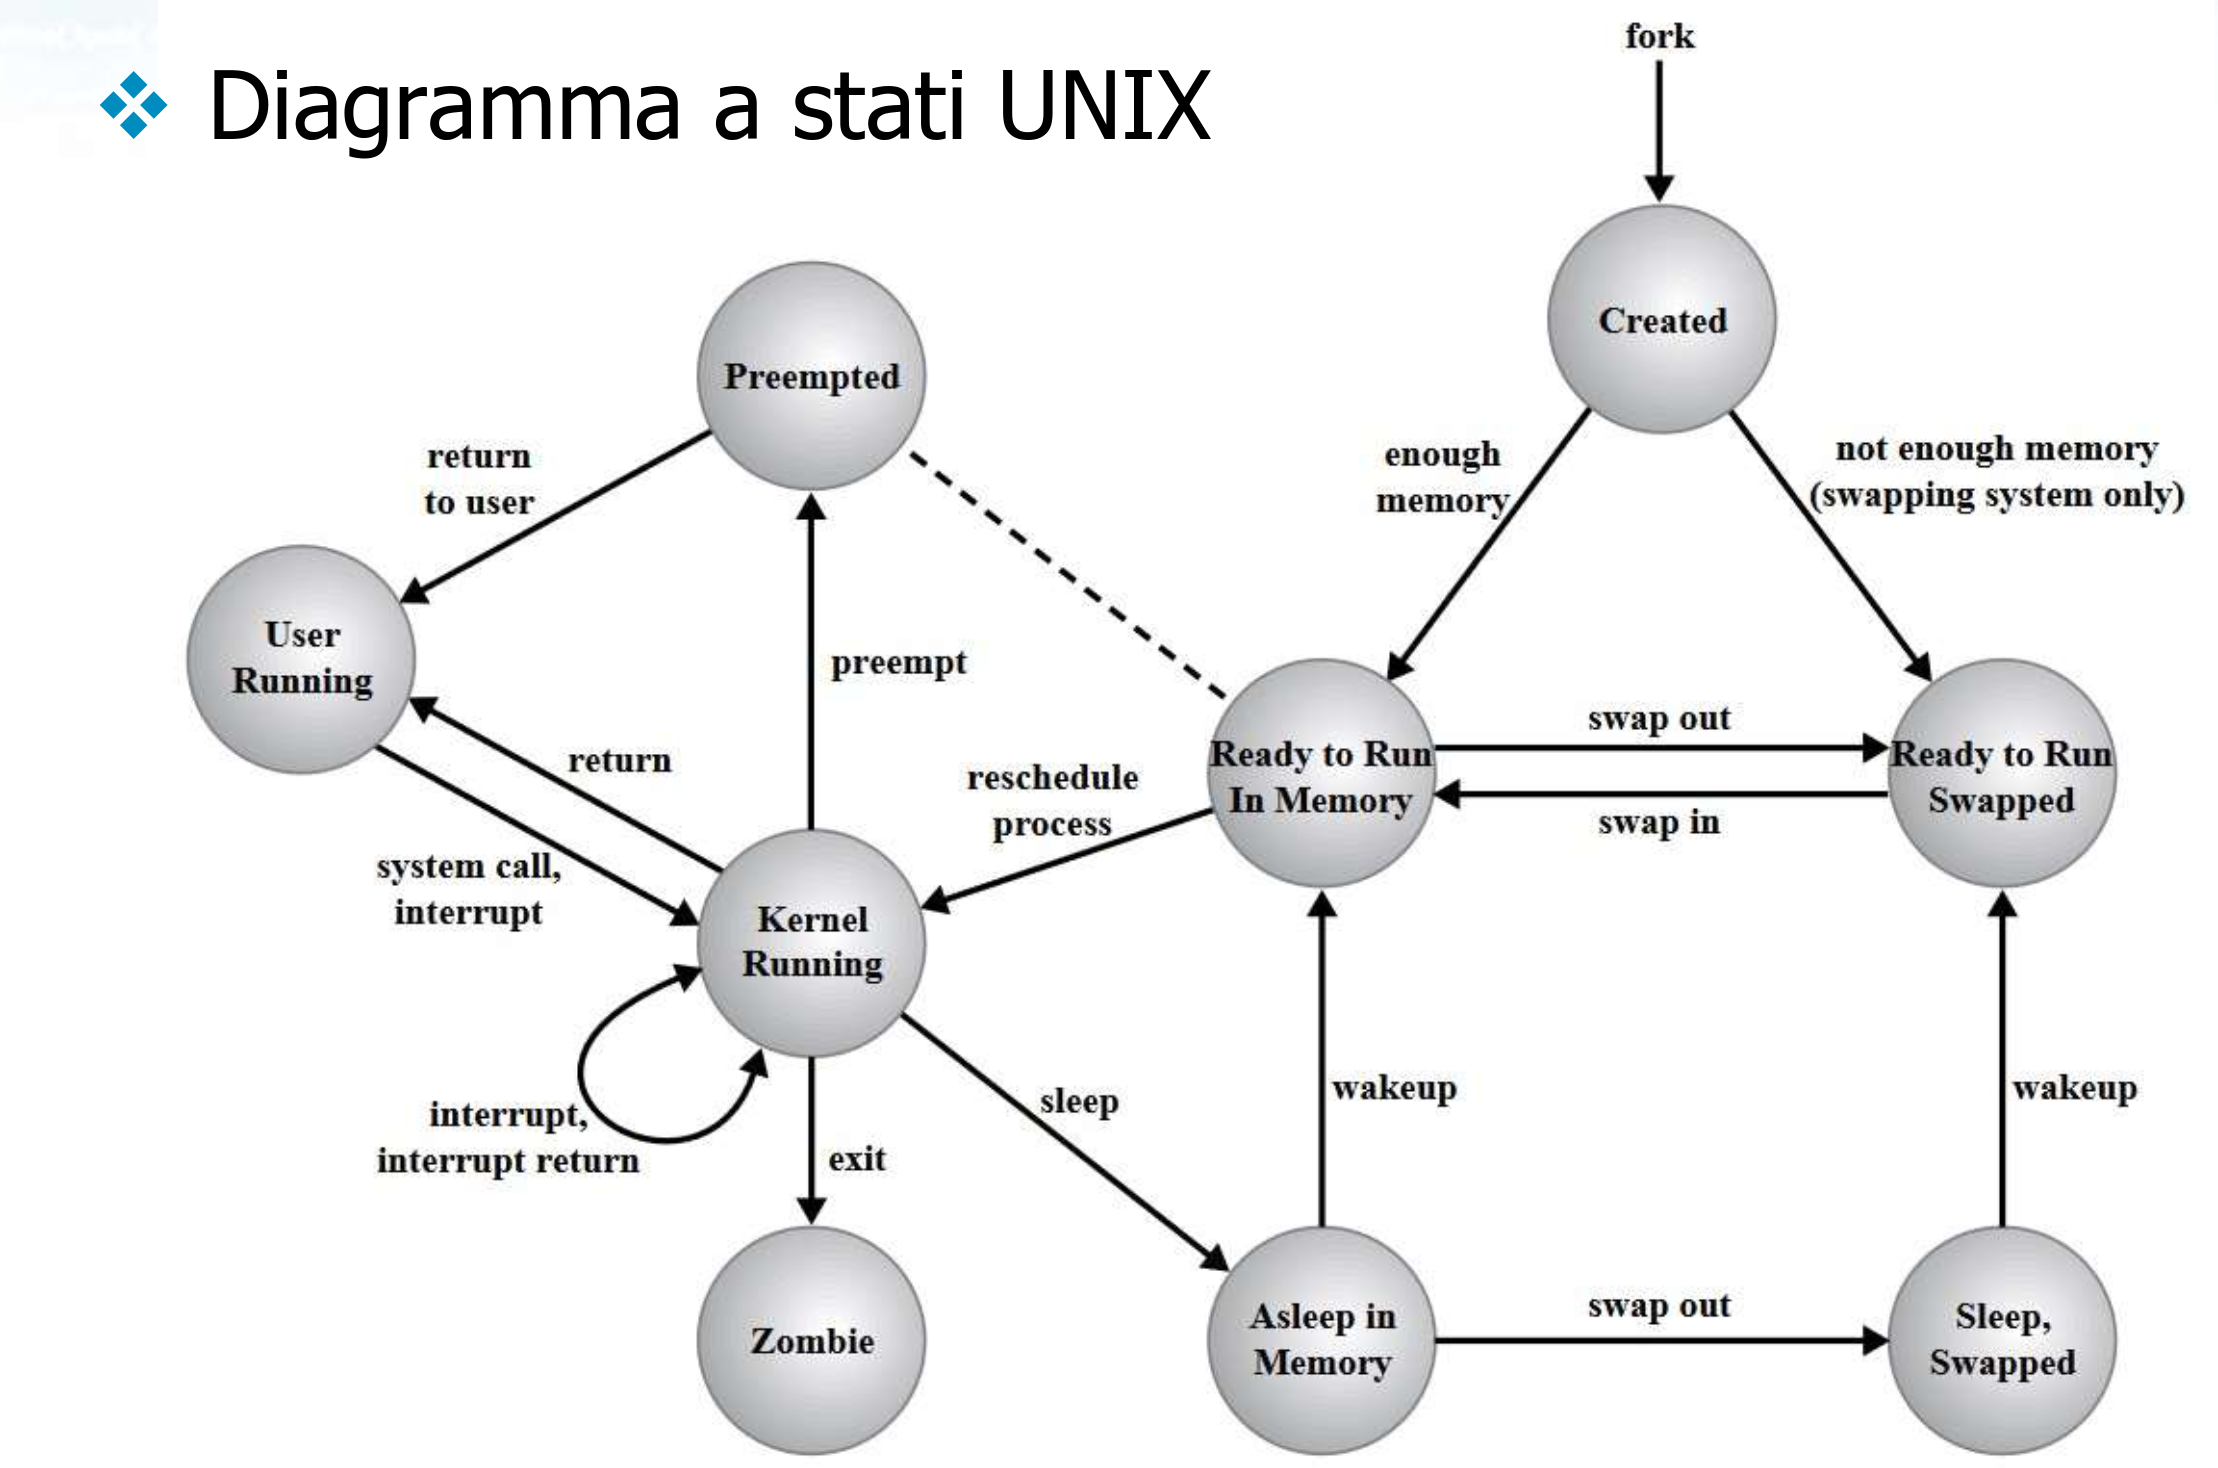 Diagramma a stati UNIX
fork
Created
Preempted
return
to user
enough
memory
not enough memory
(swapping system only)
User
Running
preempt
return
reschedule
process
Ready to Run
In Memory
swap out
swap in
Ready to Run
Swapped
system call,
interrupt
Kernel
Running
interrupt,
interrupt return
sleep
exit
wakeup
wakeup
Zombie
Asleep in
Memory
swap out
Sleep,
Swapped